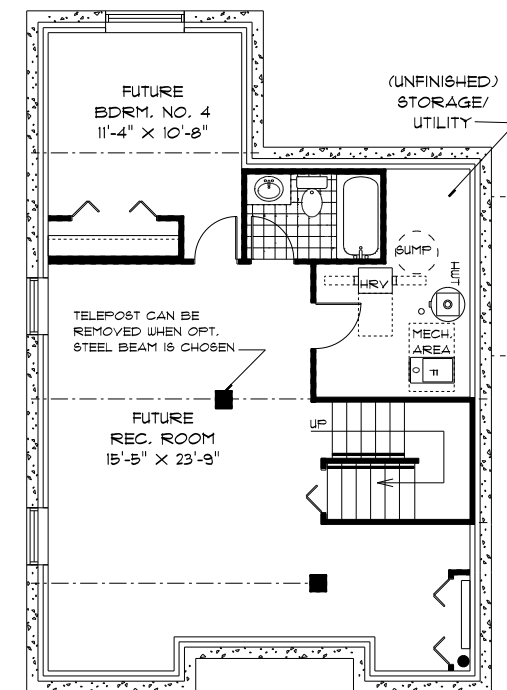 FUTURE
BDRM. NO. 4
11'-4" X 10'-8"
(UNFINISHED)
STORAGE/
UTILITY
SUMP
HWT
HRV
TELEPOST CAN BE
REMOVED WHEN OPT.
STEEL BEAM IS CHOSEN
MECH.
AREA
F
FUTURE
REC. ROOM
15'-5" X 23'-9"
UP